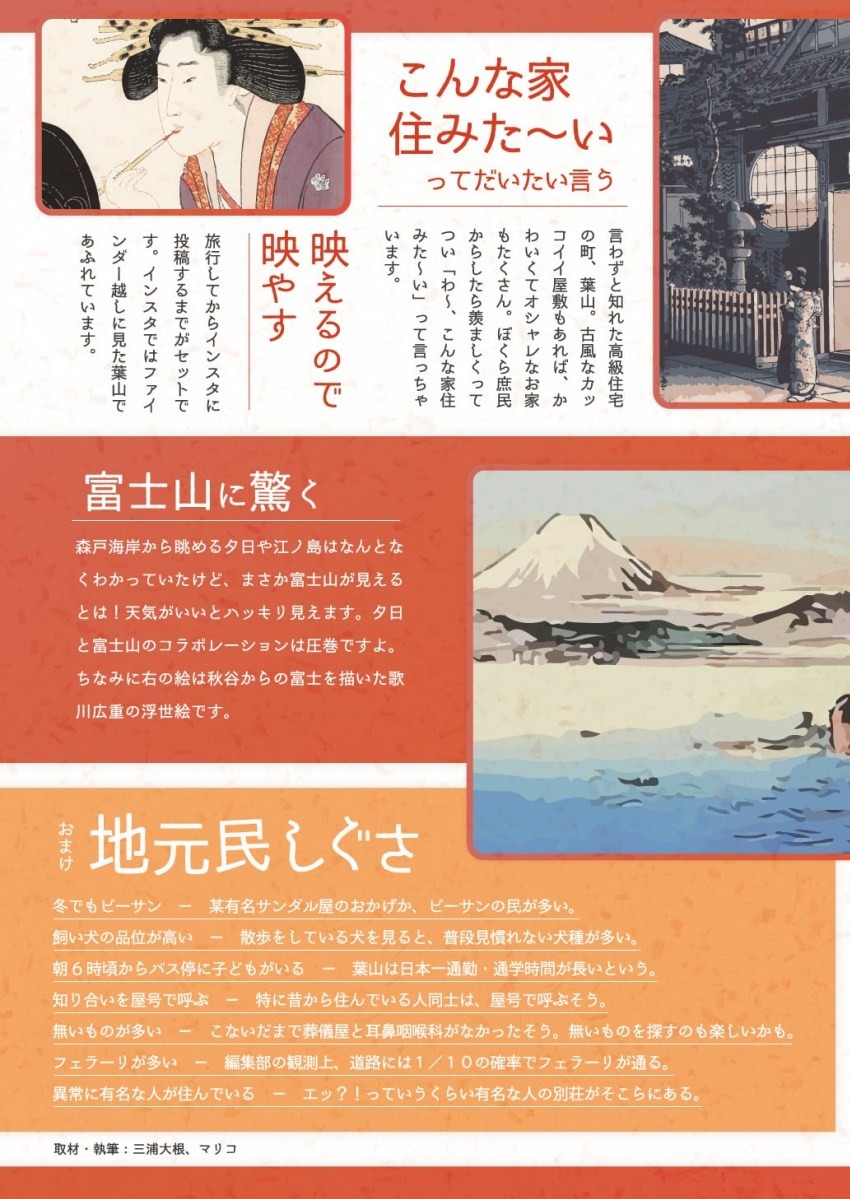 こんな家
住みた〜い
ってだいたい言う
言わずと知れた高級住宅
の町、葉山。古風なカッ
コイイ屋敷もあれば、か
わいくてオシャレなお家
もたくさん。ぼくら庶民
からしたら羨ましくって
つい「わ〜、こんな家住
みた〜い」って言っちゃ
います。
映えるので
映やす
旅行してからインスタに
投稿するまでがセットで
す。インスタではファイ
ンダー越しに見た葉山で
あふれています。
富士山に驚く
森戸海岸から眺める夕日や江ノ島はなんとな
くわかっていたけど、まさか富士山が見える
とは！天気がいいとハッキリ見えます。夕日
と富士山のコラボレーションは圧巻ですよ。
ちなみに右の絵は秋谷からの富士を描いた歌
川広重の浮世絵です。
おまけ
地元民しぐさ
冬でもビーサン － 某有名サンダル屋のおかげか、ビーサンの民が多い。
飼い犬の品位が高い － 散歩をしている犬を見ると、普段見慣れない犬種が多い。
朝６時頃からバス停に子どもがいる － 葉山は日本一通勤・通学時間が長いという。
知り合いを屋号で呼ぶ － 特に昔から住んでいる人同士は、屋号で呼ぶそう。
無いものが多い － こないだまで葬儀屋と耳鼻咽喉科がなかったそう。無いものを探すのも楽しいかも。
フェラーリが多い － 編集部の観測上、道路には１／１０の確率でフェラーリが通る。
異常に有名な人が住んでいる － エッ？！っていうくらい有名な人の別荘がそこらにある。
取材・執筆：三浦大根、マリコ